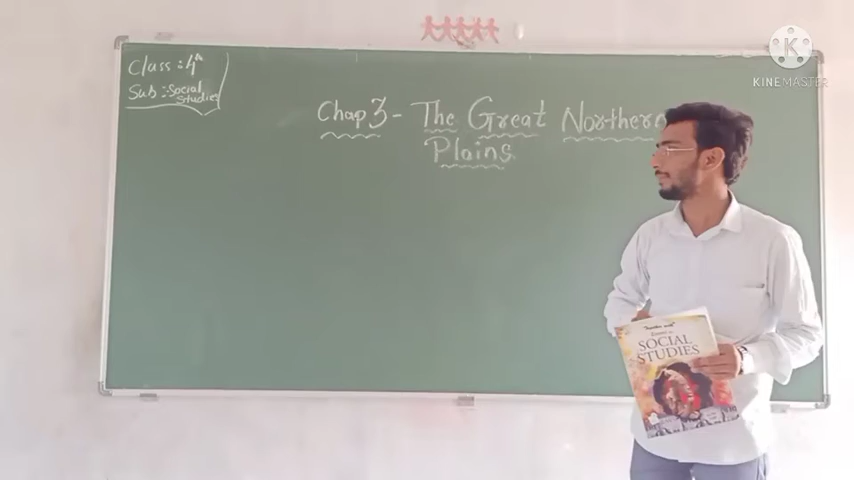 Class : 4th
Sub :- Social
Studies
Chap 3 - The Great Northern
Plains
K
KINEMASTER
SOCIAL
STUDIES